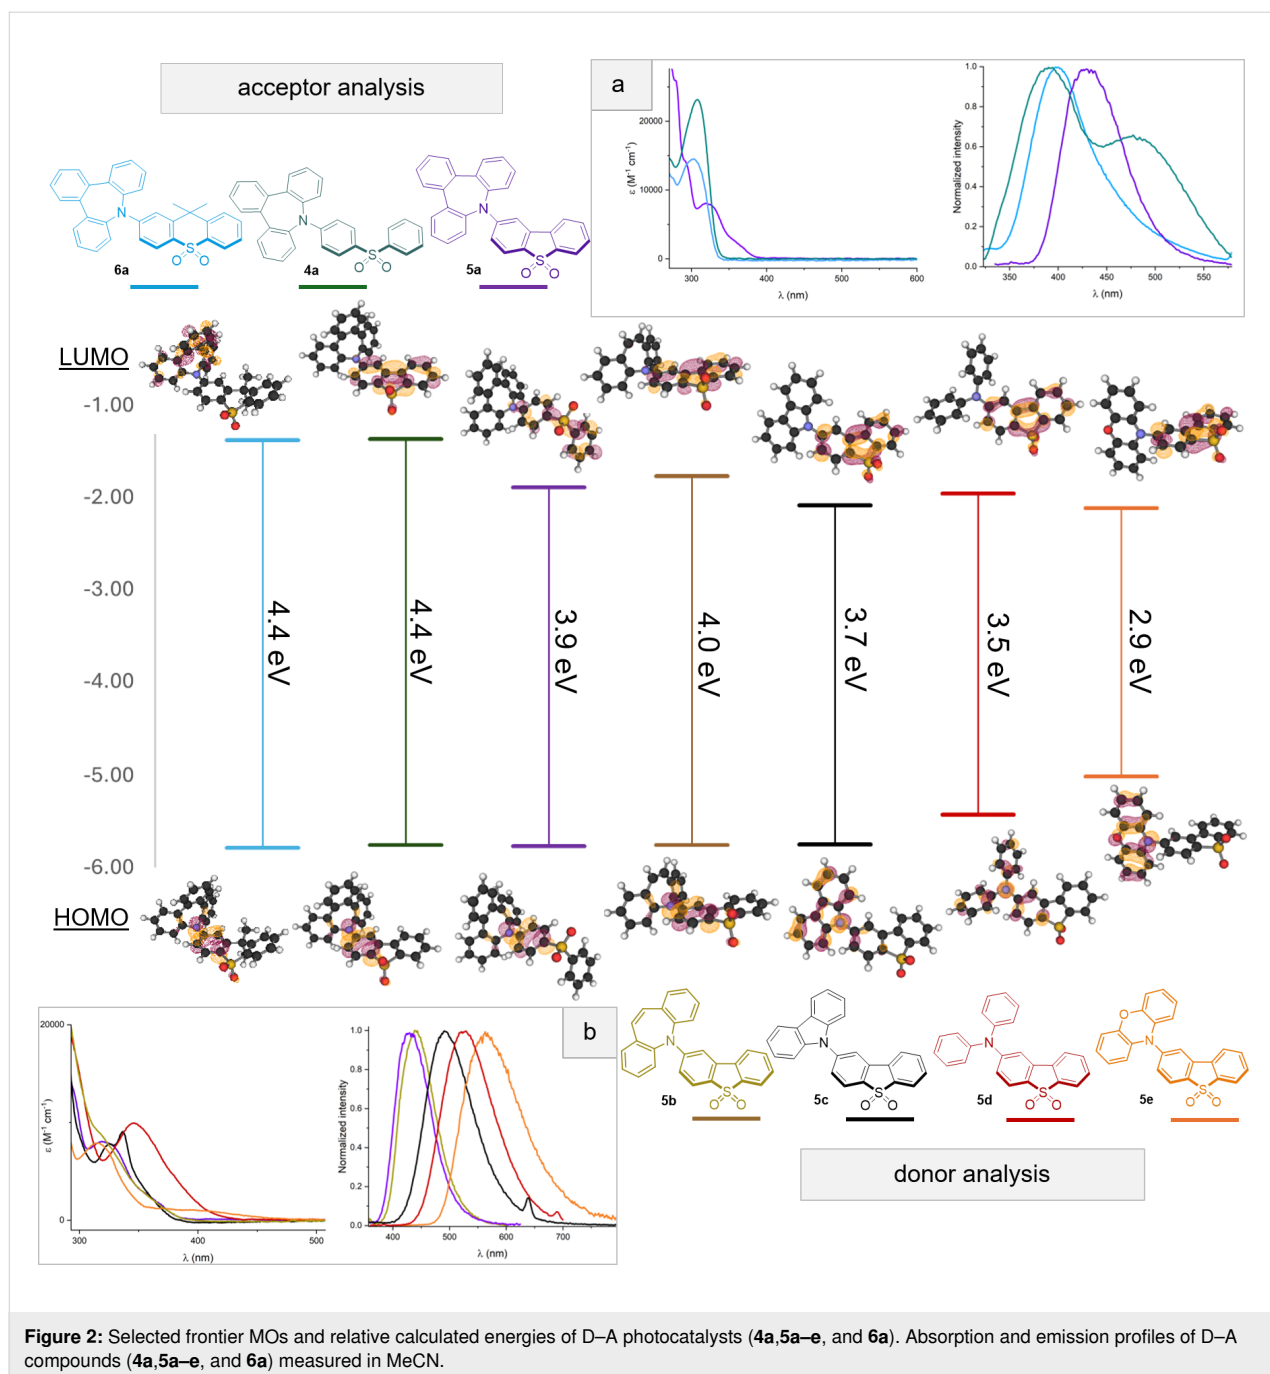 acceptor analysis
a
20000
10000
0
ε (M⁻¹ cm⁻¹)
300
400
500
600
λ (nm)
1.0
0.8
0.6
0.4
0.2
0.0
Normalized intensity
350
400
450
500
550
λ (nm)
N
S
O O
6a
N
S
O O
4a
N
S
O O
5a
LUMO
-1.00
-2.00
-3.00
-4.00
-5.00
-6.00
4.4 eV
4.4 eV
3.9 eV
4.0 eV
3.7 eV
3.5 eV
2.9 eV
HOMO
b
20000
0
ε (M⁻¹ cm⁻¹)
300
400
500
λ (nm)
1.0
0.8
0.6
0.4
0.2
0.0
Normalized intensity
400
500
600
700
λ (nm)
N
S
O O
5b
N
S
O O
5c
N
S
O O
5d
O
N
S
O O
5e
donor analysis
Figure 2: Selected frontier MOs and relative calculated energies of D–A photocatalysts (4a,5a–e, and 6a). Absorption and emission profiles of D–A
compounds (4a,5a–e, and 6a) measured in MeCN.